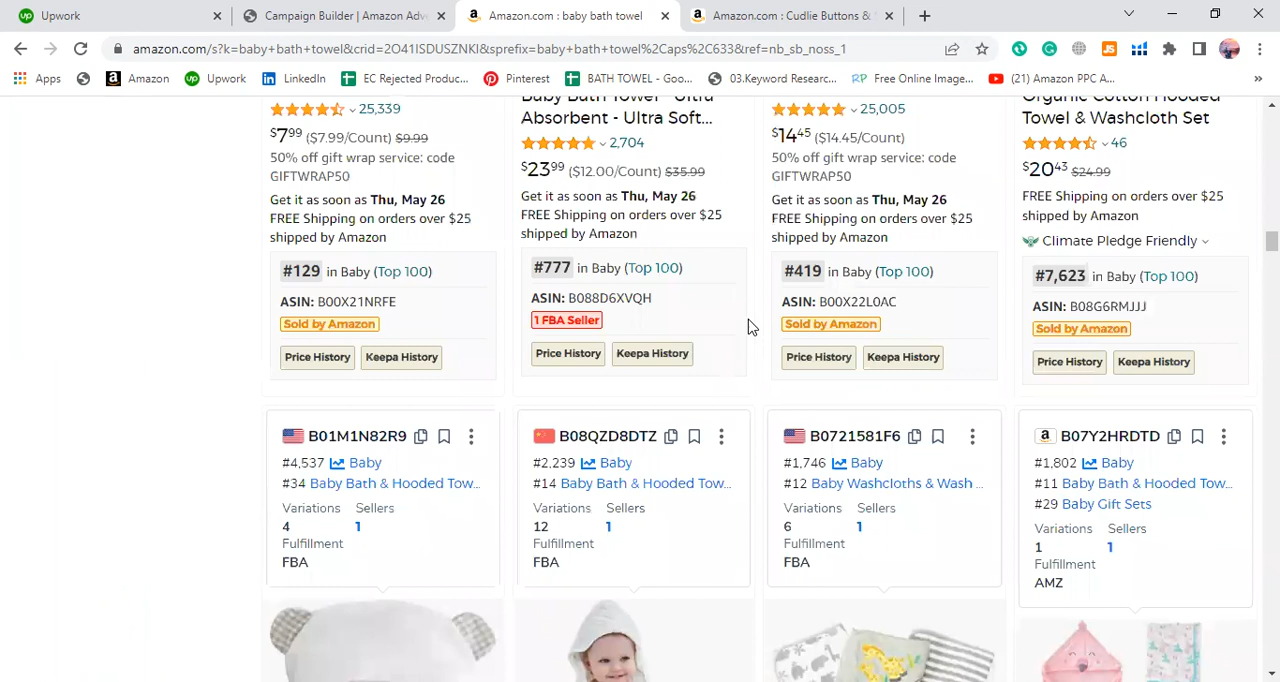 Upwork
Campaign Builder | Amazon Adve
Amazon.com : baby bath towel
Amazon.com : Cudlie Buttons &
amazon.com/s?k=baby+bath+towel&crid=2O41ISDUSZNKI&sprefix=baby+bath+towel%2Caps%2C633&ref=nb_sb_noss_1
Apps
Amazon
Upwork
LinkedIn
EC Rejected Produc...
Pinterest
BATH TOWEL - Goo...
03.Keyword Researc...
Free Online Image...
(21) Amazon PPC A...
25,339
$7.99 ($7.99/Count) $9.99
50% off gift wrap service: code
GIFTWRAP50
Get it as soon as Thu, May 26
FREE Shipping on orders over $25
shipped by Amazon
#129 in Baby (Top 100)
ASIN: B00X21NRFE
Sold by Amazon
Price History
Keepa History
Baby Bath Towel - Ultra
Absorbent - Ultra Soft...
2,704
$23.99 ($12.00/Count) $35.99
Get it as soon as Thu, May 26
FREE Shipping on orders over $25
shipped by Amazon
#777 in Baby (Top 100)
ASIN: B088D6XVQH
1 FBA Seller
Price History
Keepa History
25,005
$14.45 ($14.45/Count)
50% off gift wrap service: code
GIFTWRAP50
Get it as soon as Thu, May 26
FREE Shipping on orders over $25
shipped by Amazon
#419 in Baby (Top 100)
ASIN: B00X22L0AC
Sold by Amazon
Price History
Keepa History
Organic Cotton Hooded
Towel & Washcloth Set
46
$20.43 $24.99
FREE Shipping on orders over $25
shipped by Amazon
Climate Pledge Friendly
#7,623 in Baby (Top 100)
ASIN: B08G6RMJJJ
Sold by Amazon
Price History
Keepa History
B01M1N82R9
#4,537 Baby
#34 Baby Bath & Hooded Tow...
Variations Sellers
4 1
Fulfillment
FBA
B08QZD8DTZ
#2,239 Baby
#14 Baby Bath & Hooded Tow...
Variations Sellers
12 1
Fulfillment
FBA
B0721581F6
#1,746 Baby
#12 Baby Washcloths & Wash ...
Variations Sellers
6 1
Fulfillment
FBA
B07Y2HRDTD
#1,802 Baby
#11 Baby Bath & Hooded Tow...
#29 Baby Gift Sets
Variations Sellers
1 1
Fulfillment
AMZ